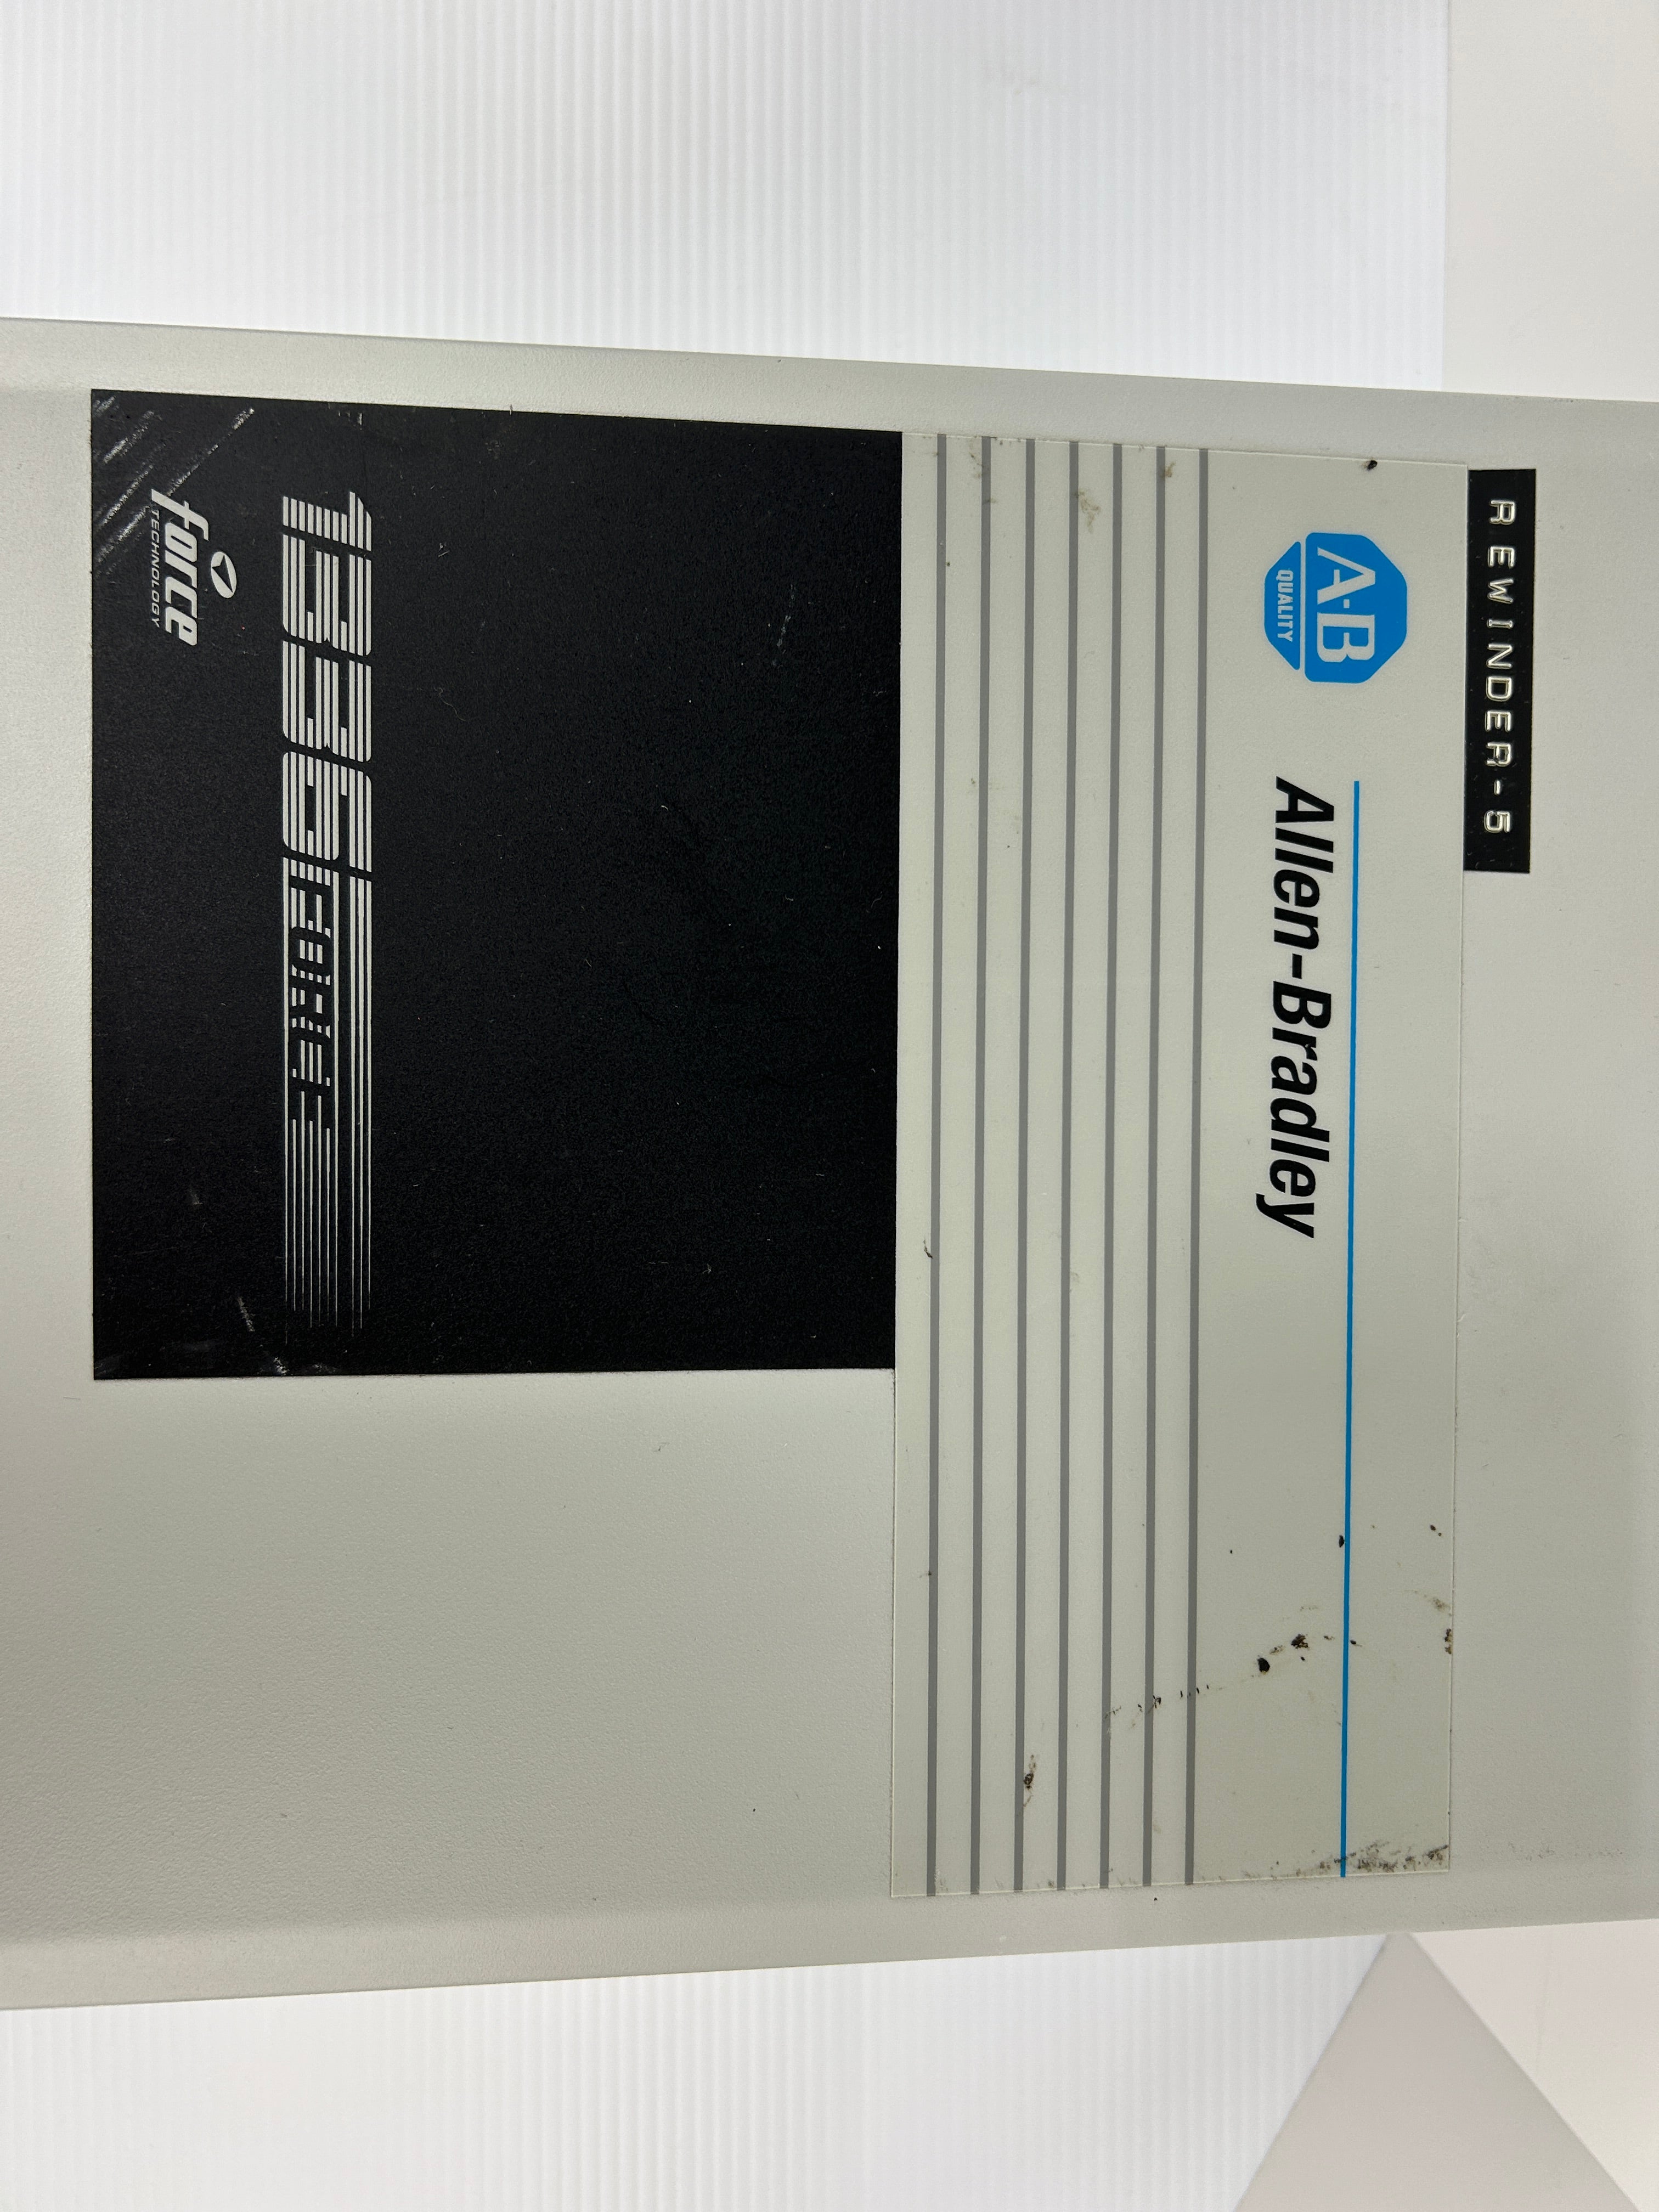 REWINDER-5
A-B
QUALITY
Allen-Bradley
1336 FORCE
force
TECHNOLOGY